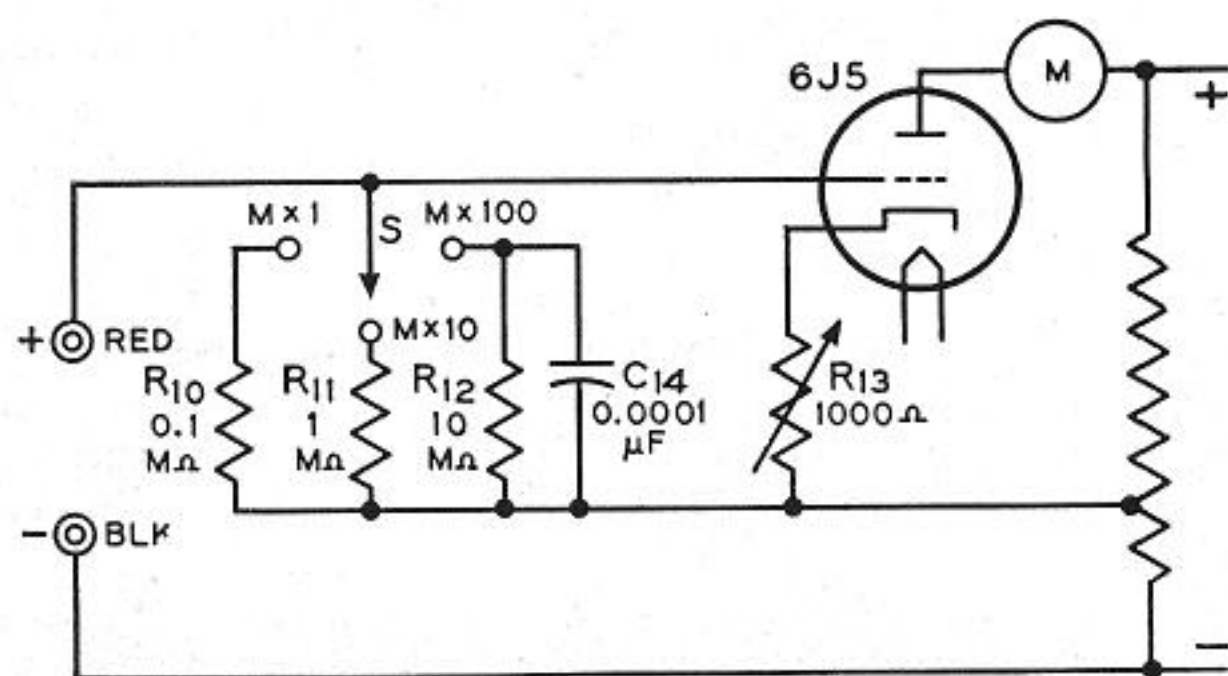 6J5
M
+
M×1
S
M×100
+ RED
M×10
R10
0.1
MΩ
R11
1
MΩ
R12
10
MΩ
C14
0.0001
µF
R13
1000Ω
- BLK
-